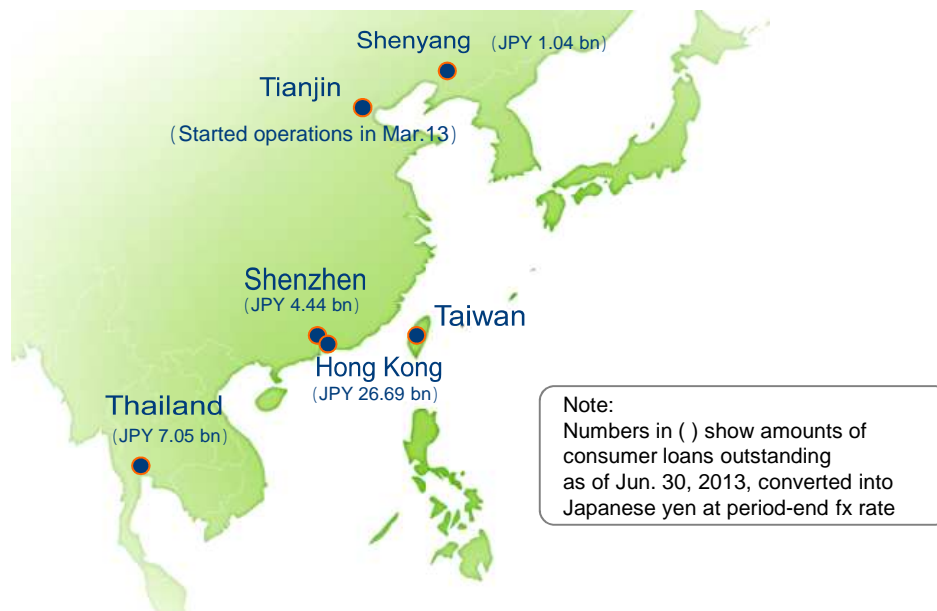 Shenyang (JPY 1.04 bn)
Tianjin
(Started operations in Mar.13)
Shenzhen
(JPY 4.44 bn)
Taiwan
Hong Kong
(JPY 26.69 bn)
Thailand
(JPY 7.05 bn)
Note:
Numbers in ( ) show amounts of
consumer loans outstanding
as of Jun. 30, 2013, converted into
Japanese yen at period-end fx rate